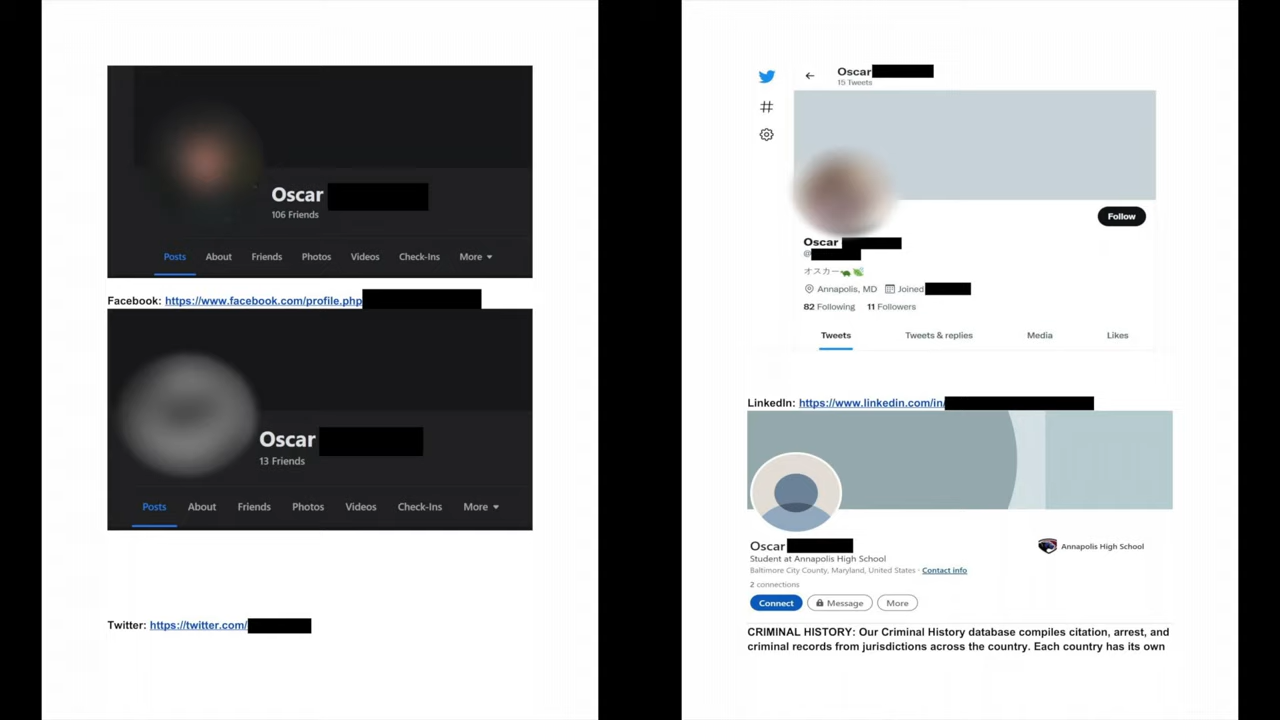 Oscar
106 Friends
Posts About Friends Photos Videos Check-Ins More
Facebook: https://www.facebook.com/profile.php
Oscar
13 Friends
Posts About Friends Photos Videos Check-Ins More
Twitter: https://twitter.com/
Oscar
15 Tweets
Follow
Oscar
@
オスカー
Annapolis, MD Joined
82 Following 11 Followers
Tweets Tweets & replies Media Likes
LinkedIn: https://www.linkedin.com/in/
Oscar
Annapolis High School
Student at Annapolis High School
Baltimore City County, Maryland, United States · Contact info
2 connections
Connect Message More
CRIMINAL HISTORY: Our Criminal History database compiles citation, arrest, and
criminal records from jurisdictions across the country. Each country has its own